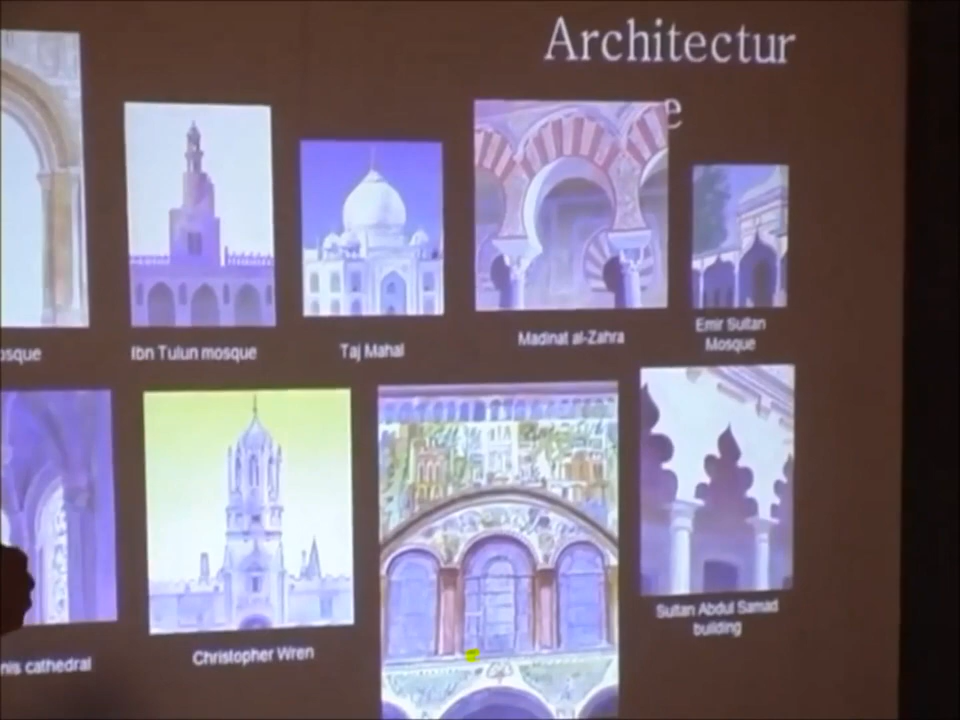 Architectur
e
osque
Ibn Tulun mosque
Taj Mahal
Madinat al-Zahra
Emir Sultan
Mosque
nis cathedral
Christopher Wren
Sultan Abdul Samad
building